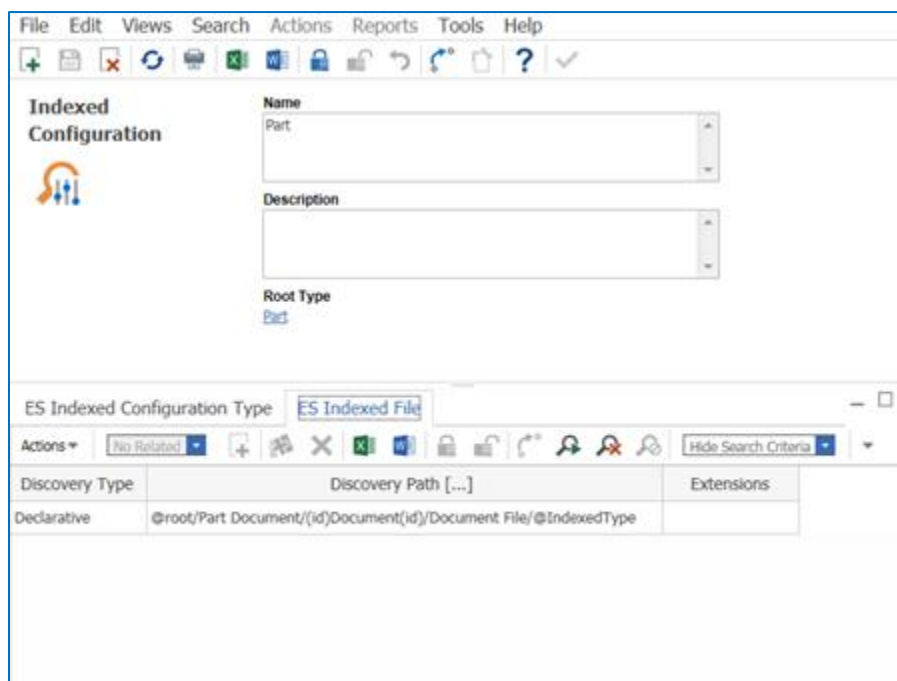 File Edit Views Search Actions Reports Tools Help
Indexed
Configuration
Name
Part
Description
Root Type
Part
ES Indexed Configuration Type ES Indexed File
Actions No Related Hide Search Criteria
Discovery Type Discovery Path [...] Extensions
Declarative @root/Part Document/(id)Document(id)/Document File/@IndexedType